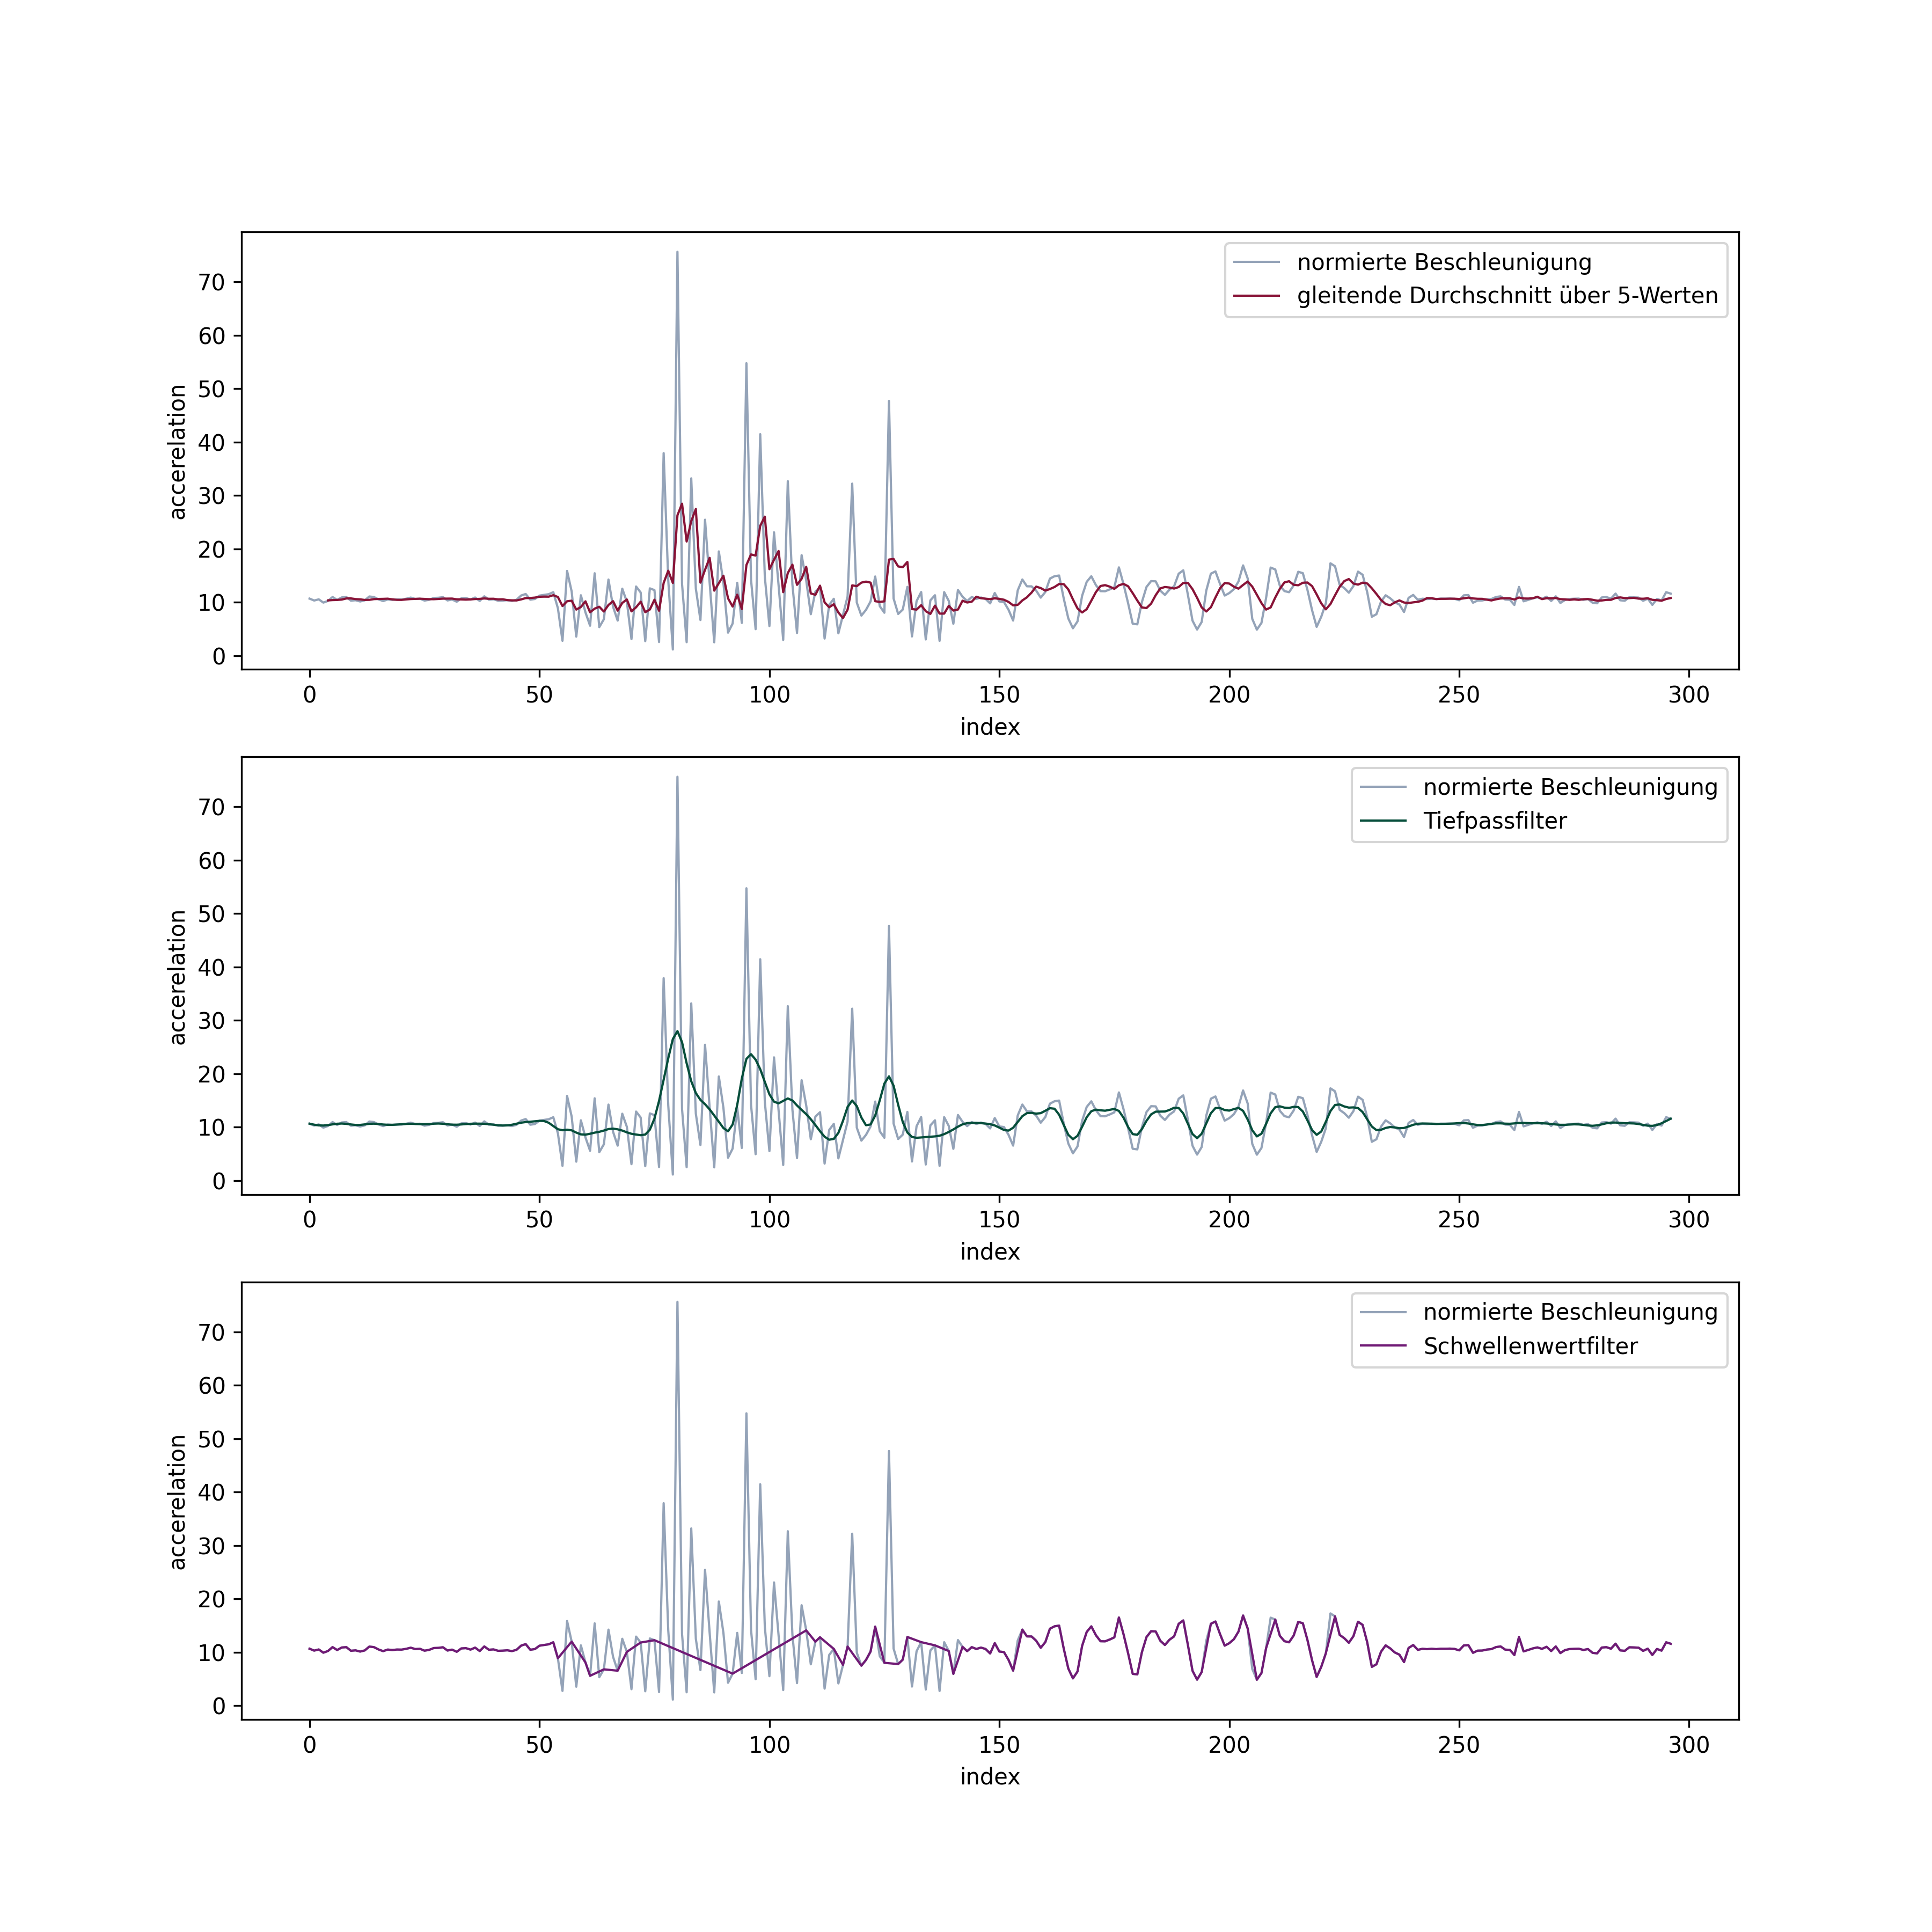 normierte Beschleunigung
gleitende Durchschnitt über 5-Werten
accerelation
70
60
50
40
30
20
10
0
0 50 100 150 200 250 300
index
normierte Beschleunigung
Tiefpassfilter
accerelation
70
60
50
40
30
20
10
0
0 50 100 150 200 250 300
index
normierte Beschleunigung
Schwellenwertfilter
accerelation
70
60
50
40
30
20
10
0
0 50 100 150 200 250 300
index